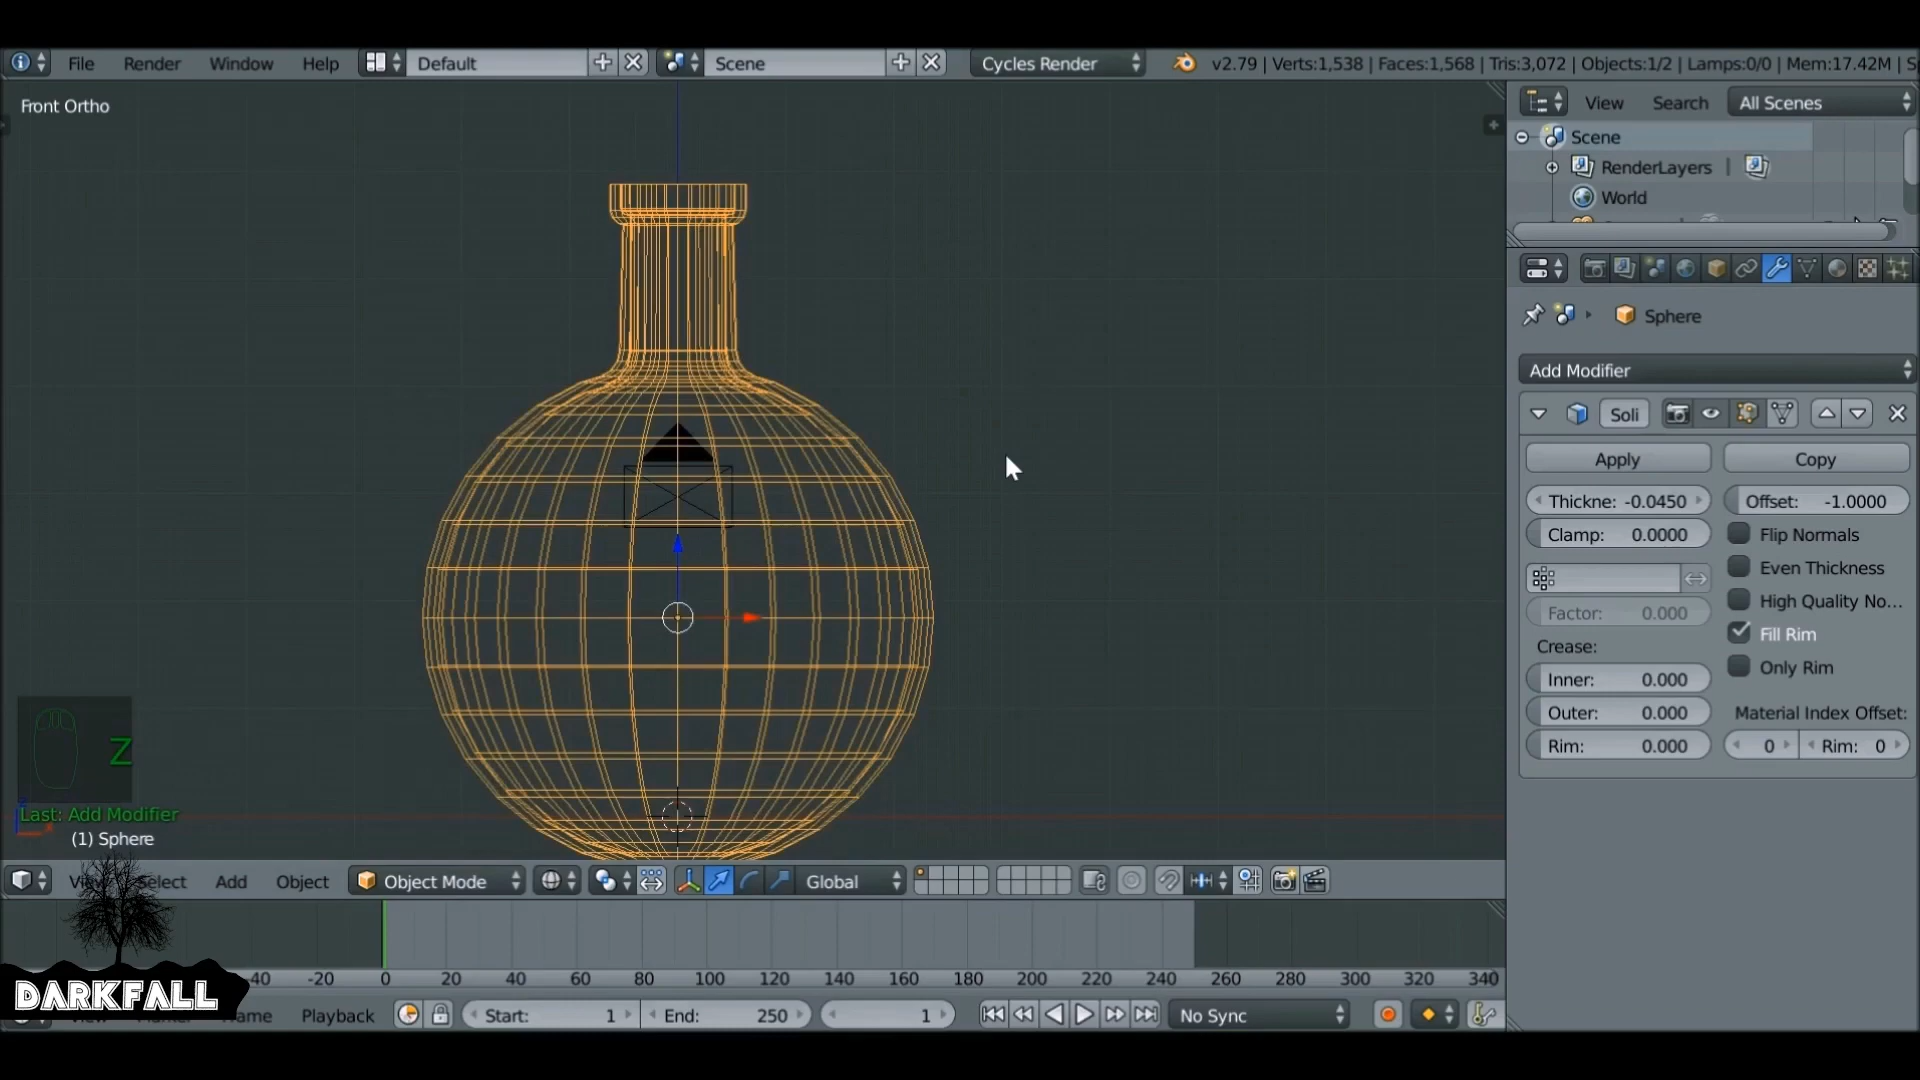 File Render Window Help Default Scene Cycles Render v2.79 | Verts:1,538 | Faces:1,568 | Tris:3,072 | Objects:1/2 | Lamps:0/0 | Mem:17.42M | S
Front Ortho
View Search All Scenes
Scene
RenderLayers |
World
Sphere
Add Modifier
Soli
Apply Copy
Thickne: -0.0450 Offset: -1.0000
Clamp: 0.0000 Flip Normals
Even Thickness
Factor: 0.000 High Quality No...
Crease: Fill Rim
Inner: 0.000 Only Rim
Outer: 0.000 Material Index Offset:
Rim: 0.000 0 Rim: 0
Z
Last: Add Modifier
(1) Sphere
Select Add Object Object Mode Global
-40 -20 0 20 40 60 80 100 120 140 160 180 200 220 240 260 280 300 320 340
DARKFALL
Playback Start: 1 End: 250 1 No Sync